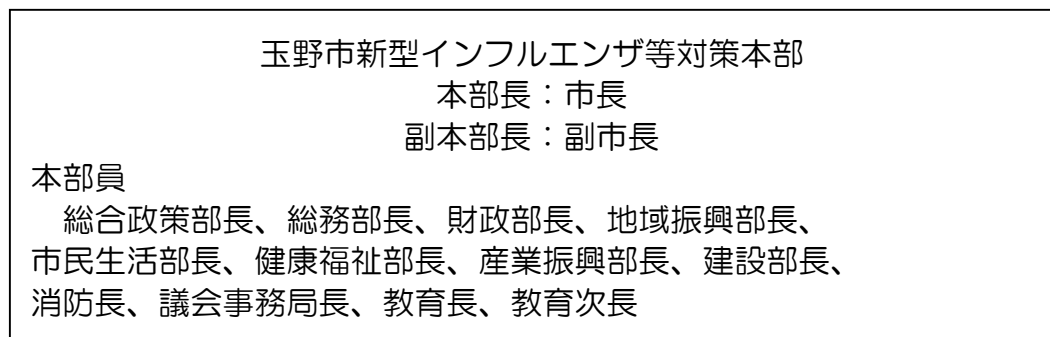 玉野市新型インフルエンザ等対策本部
本部長：市長
副本部長：副市長
本部員
　総合政策部長、総務部長、財政部長、地域振興部長、
市民生活部長、健康福祉部長、産業振興部長、建設部長、
消防長、議会事務局長、教育長、教育次長